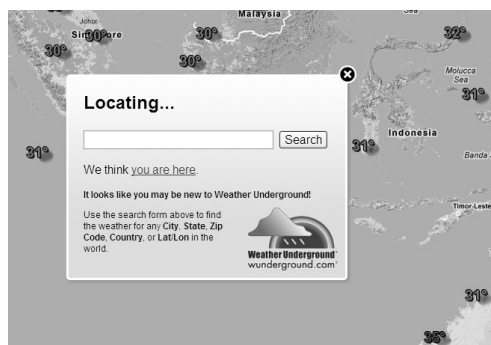 Malaysia
Sea
Johor
Singapore
30°
30°
30°
30°
32°
Molucca
Sea
31°
Locating...
Search
Indonesia
31°
31°
Banda
We think you are here.
It looks like you may be new to Weather Underground!
Use the search form above to find
the weather for any City, State, Zip
Code, Country, or Lat/Lon in the
world.
Weather Underground®
wunderground.com®
Timor-Leste
31°
35°